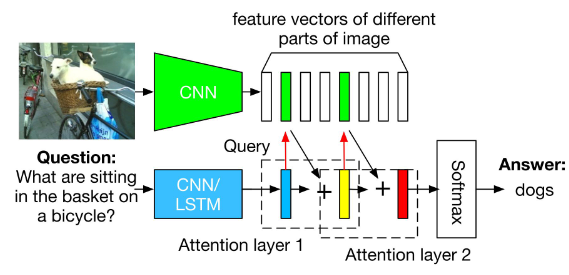 feature vectors of different
parts of image
CNN
Question:
What are sitting
in the basket on
a bicycle?
CNN/
LSTM
Query
+
+
Attention layer 1
Attention layer 2
Softmax
Answer:
dogs